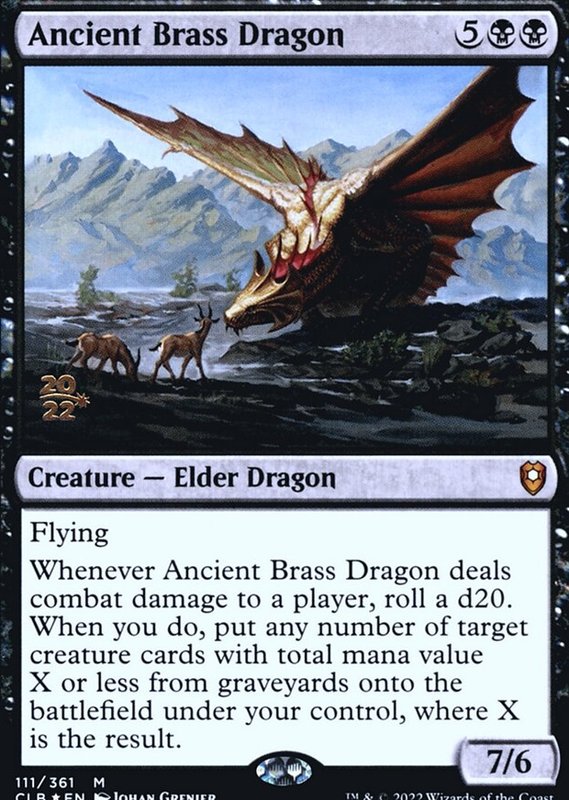 Ancient Brass Dragon 5
20
22
Creature — Elder Dragon
Flying
Whenever Ancient Brass Dragon deals
combat damage to a player, roll a d20.
When you do, put any number of target
creature cards with total mana value
X or less from graveyards onto the
battlefield under your control, where X
is the result.
7/6
111/361 M
CLB★EN Johan Grenier
™ & © 2022 Wizards of the Coast